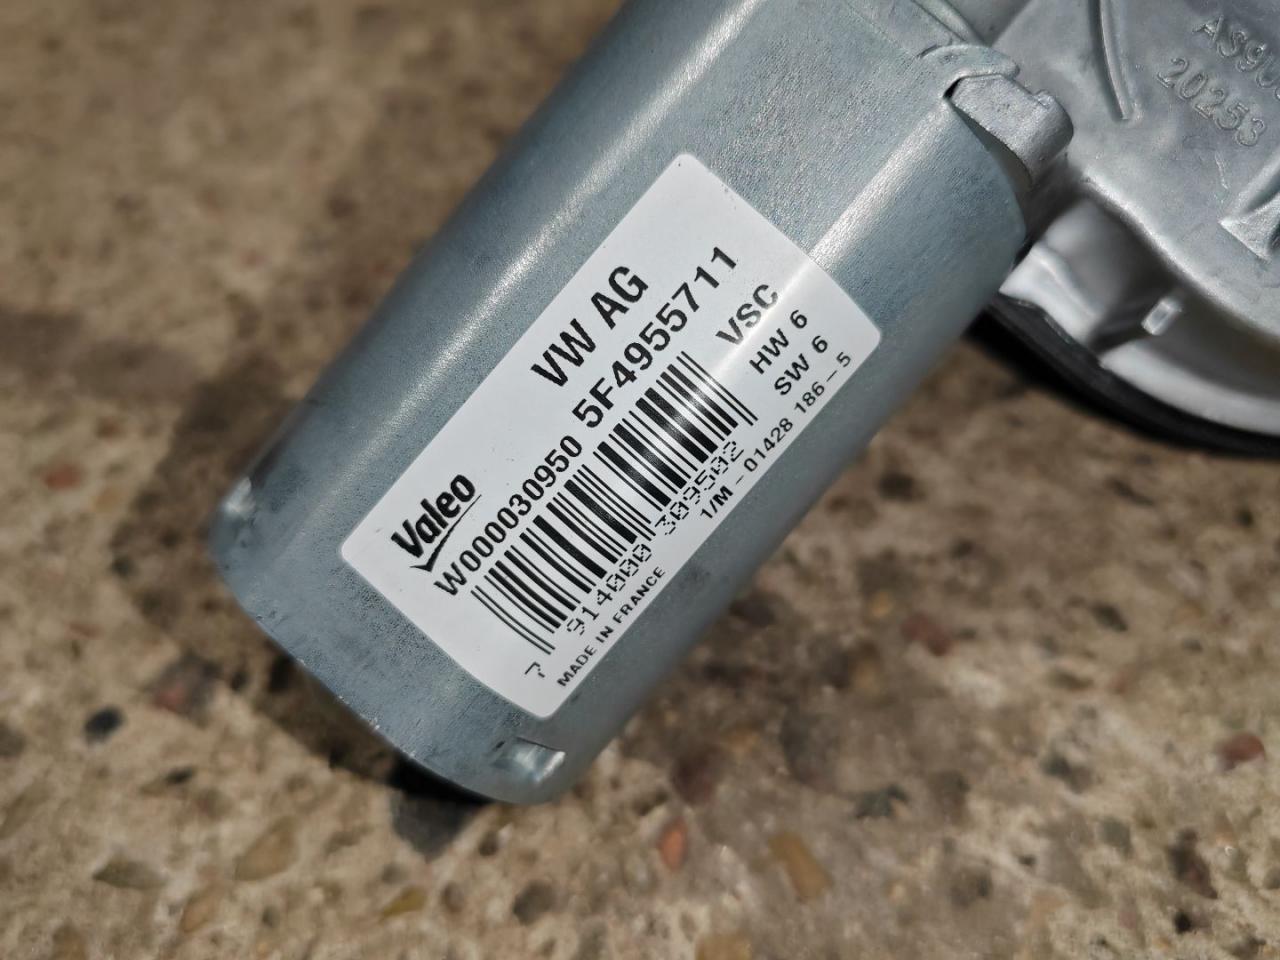 VW AG
Valeo
W000030950 5F4955711
VSC
HW 6
SW 6
7 914000 309502
MADE IN FRANCE
1/M - 01428 186-5
20253